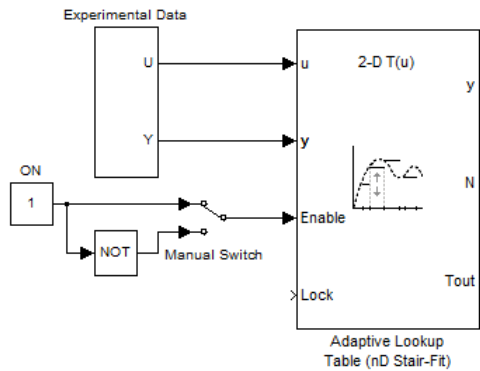 Experimental Data
U
Y
u
2-D T(u)
y
y
N
ON
1
NOT
Manual Switch
Enable
Lock
Tout
Adaptive Lookup
Table (nD Stair-Fit)